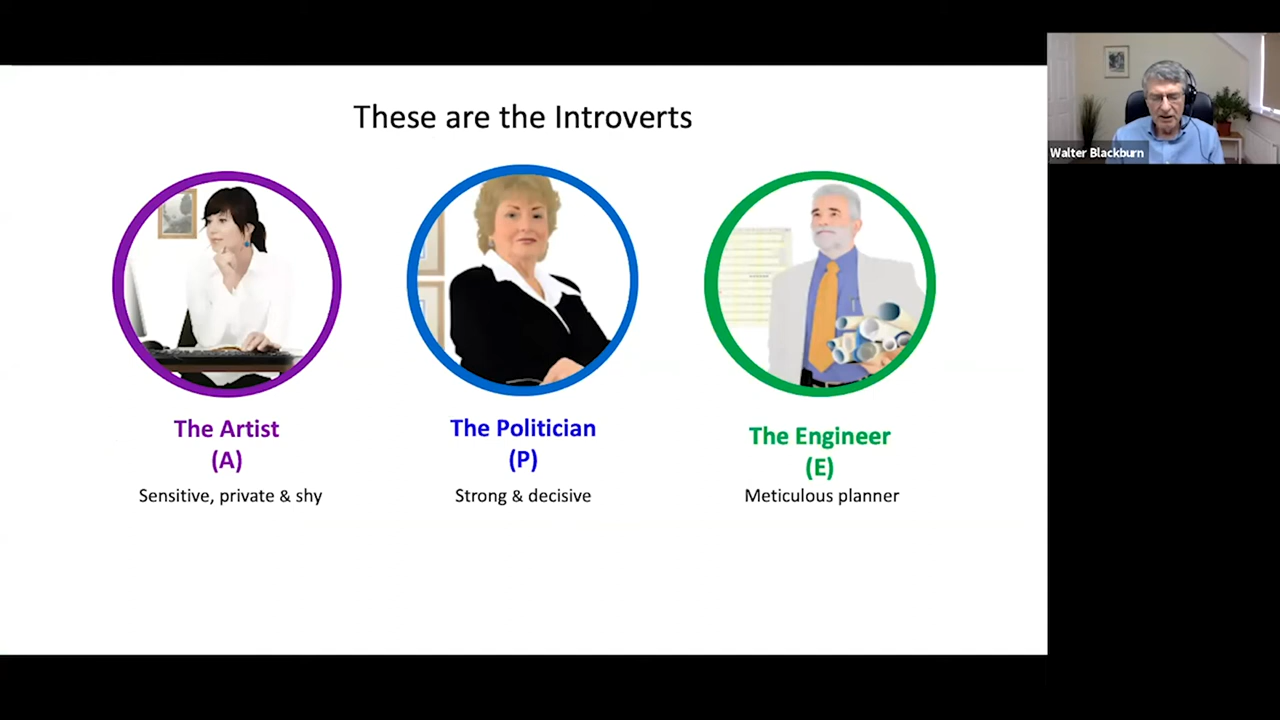 These are the Introverts
The Artist
(A)
Sensitive, private & shy
The Politician
(P)
Strong & decisive
The Engineer
(E)
Meticulous planner
Walter Blackburn